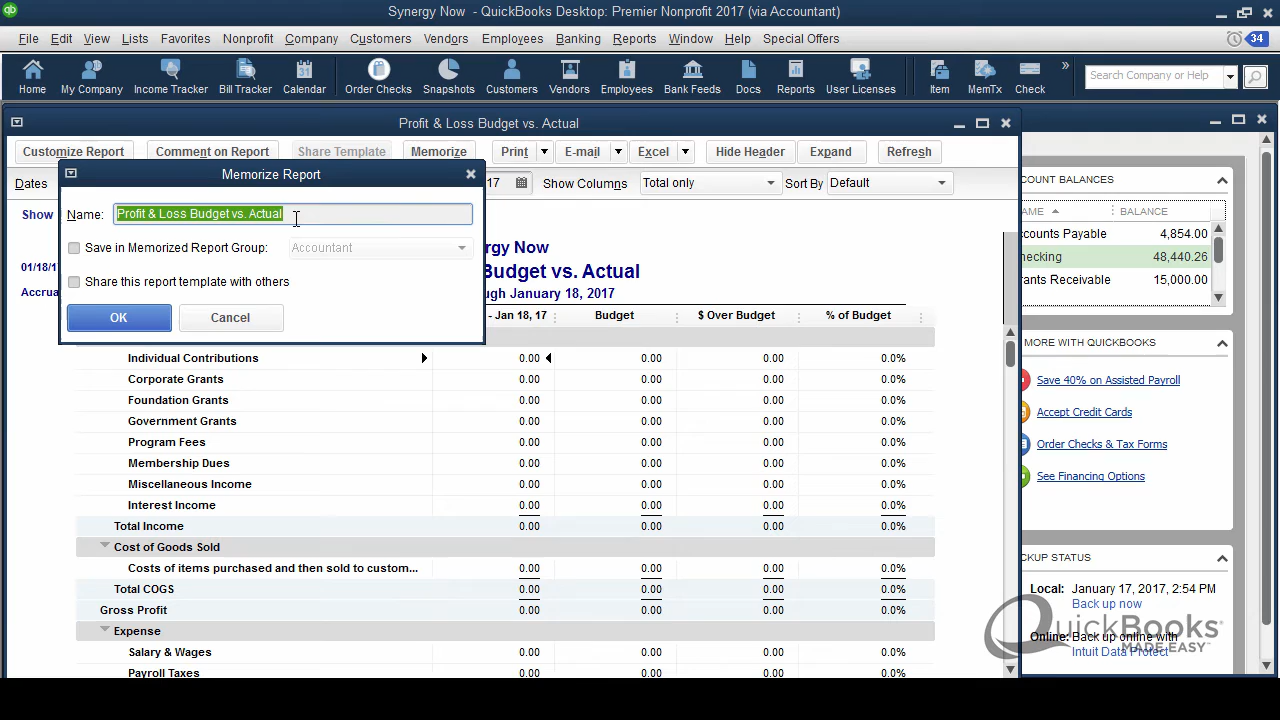 Synergy Now - QuickBooks Desktop: Premier Nonprofit 2017 (via Accountant)
File Edit View Lists Favorites Nonprofit Company Customers Vendors Employees Banking Reports Window Help Special Offers 34
Home My Company Income Tracker Bill Tracker Calendar Order Checks Snapshots Customers Vendors Employees Bank Feeds Docs Reports User Licenses Item MemTx Check » Search Company or Help
Profit & Loss Budget vs. Actual
Customize Report Comment on Report Share Template Memorize Print E-mail Excel Hide Header Expand Refresh
Dates 17 Show Columns Total only Sort By Default
Memorize Report
Name: Profit & Loss Budget vs. Actual
Save in Memorized Report Group: Accountant
Share this report template with others
OK Cancel
Show
01/18/1
Accrua
ergy Now
Budget vs. Actual
ough January 18, 2017
- Jan 18, 17 Budget $ Over Budget % of Budget
Individual Contributions 0.00 0.00 0.00 0.0%
Corporate Grants 0.00 0.00 0.00 0.0%
Foundation Grants 0.00 0.00 0.00 0.0%
Government Grants 0.00 0.00 0.00 0.0%
Program Fees 0.00 0.00 0.00 0.0%
Membership Dues 0.00 0.00 0.00 0.0%
Miscellaneous Income 0.00 0.00 0.00 0.0%
Interest Income 0.00 0.00 0.00 0.0%
Total Income 0.00 0.00 0.00 0.0%
Cost of Goods Sold
Costs of items purchased and then sold to custom... 0.00 0.00 0.00 0.0%
Total COGS 0.00 0.00 0.00 0.0%
Gross Profit 0.00 0.00 0.00 0.0%
Expense
Salary & Wages 0.00 0.00 0.00 0.0%
Payroll Taxes 0.00 0.00 0.00 0.0%
COUNT BALANCES
AME BALANCE
counts Payable 4,854.00
hecking 48,440.26
rants Receivable 15,000.00
MORE WITH QUICKBOOKS
Save 40% on Assisted Payroll
Accept Credit Cards
Order Checks & Tax Forms
See Financing Options
CKUP STATUS
Local: January 17, 2017, 2:54 PM
Back up now
Online: Back up online with
Intuit Data Protect
QuickBooks
MADE EASY